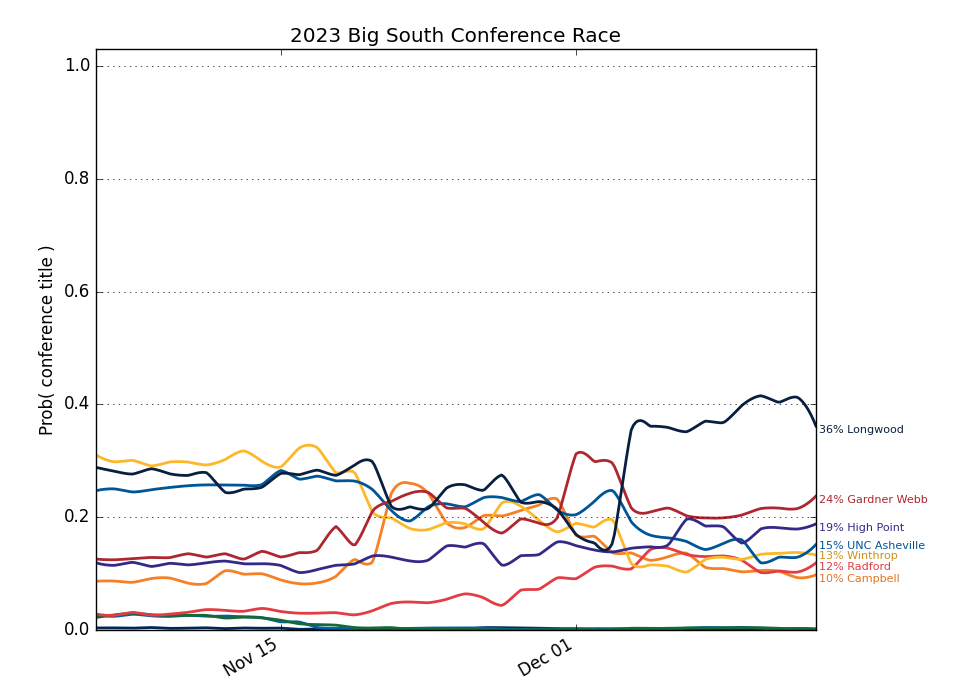 2023 Big South Conference Race
Prob( conference title )
1.0
0.8
0.6
0.4
0.2
0.0
Nov 15
Dec 01
36% Longwood
24% Gardner Webb
19% High Point
15% UNC Asheville
13% Winthrop
12% Radford
10% Campbell